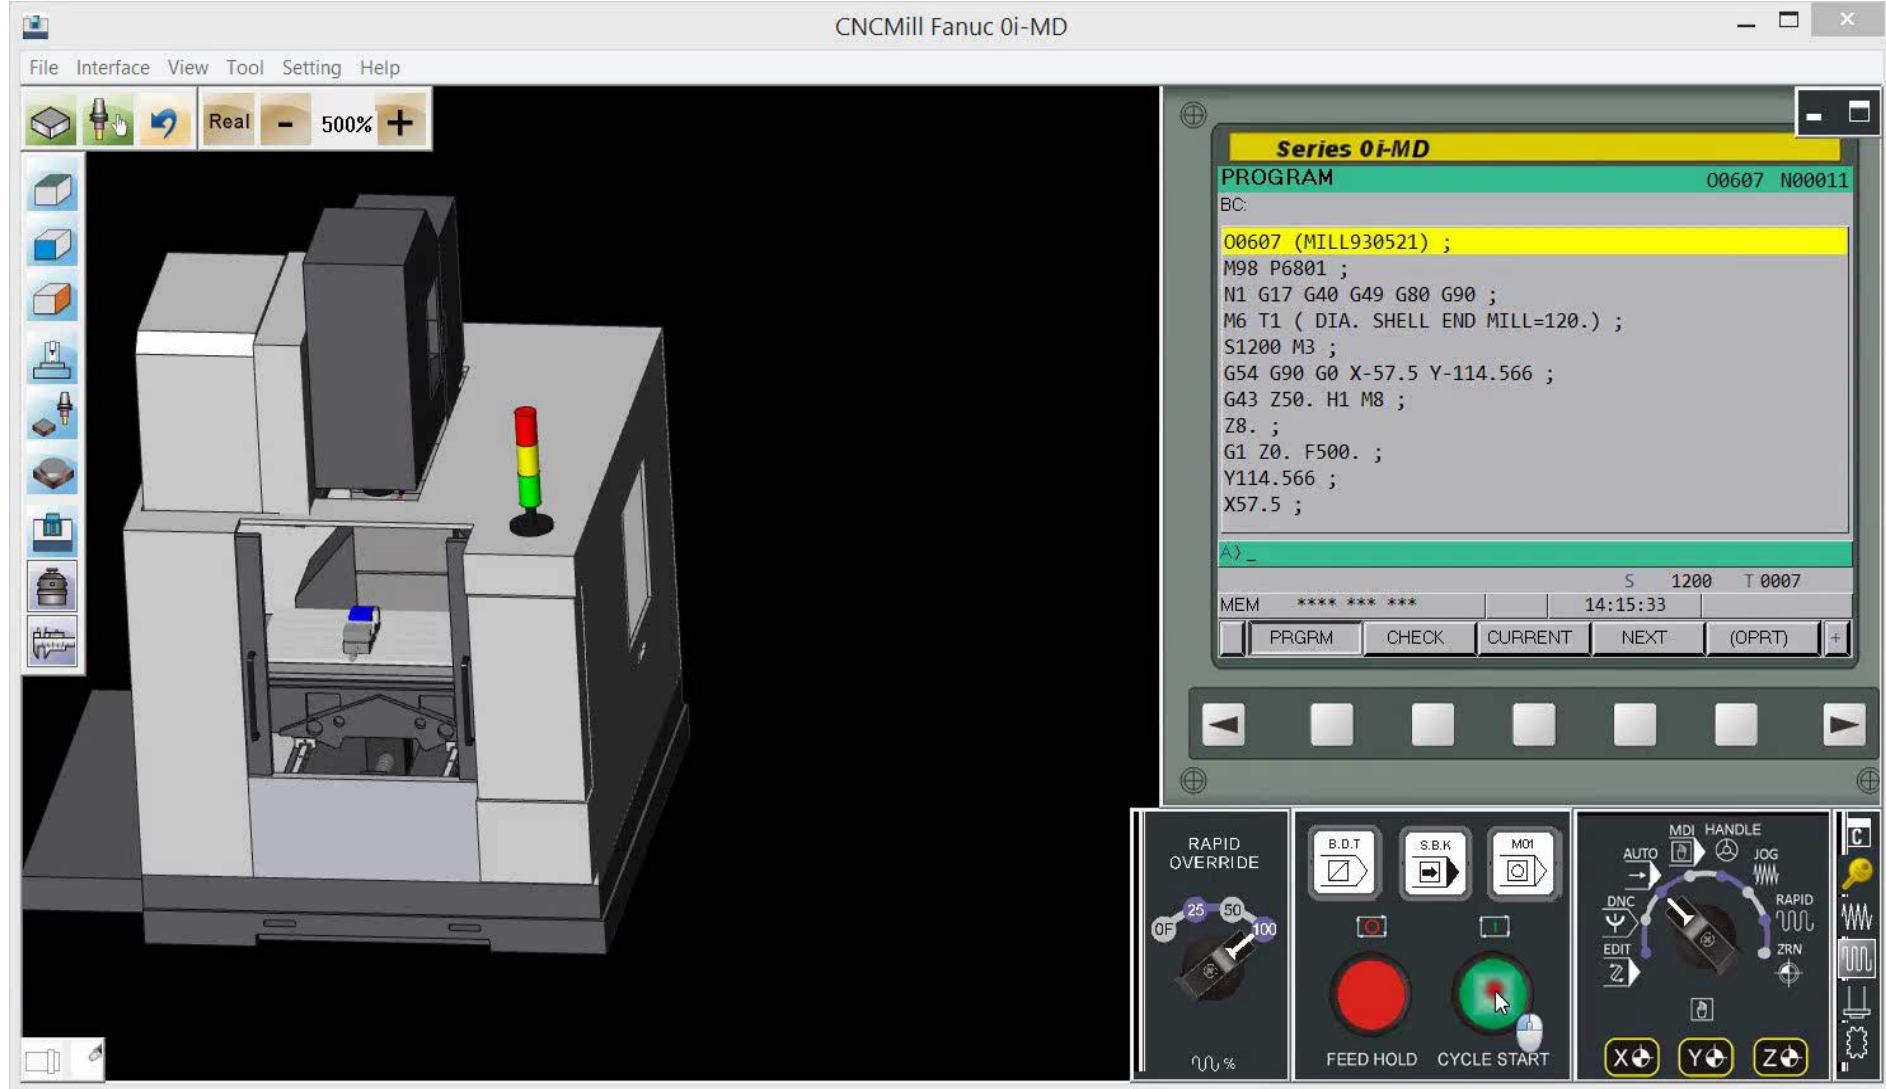 CNCMill Fanuc 0i-MD
File Interface View Tool Setting Help
Real - 500% +
Series 0i-MD
PROGRAM O0607 N00011
BC:
O0607 (MILL930521) ;
M98 P6801 ;
N1 G17 G40 G49 G80 G90 ;
M6 T1 ( DIA. SHELL END MILL=120.) ;
S1200 M3 ;
G54 G90 G0 X-57.5 Y-114.566 ;
G43 Z50. H1 M8 ;
Z8. ;
G1 Z0. F500. ;
Y114.566 ;
X57.5 ;
A)_
S 1200 T 0007
MEM **** *** *** 14:15:33
PRGRM CHECK CURRENT NEXT (OPRT) +
RAPID
OVERRIDE
OF 25 50 100
%
B.D.T S.B.K M01
FEED HOLD CYCLE START
MDI HANDLE
AUTO JOG
DNC RAPID
EDIT ZRN
X Y Z
C